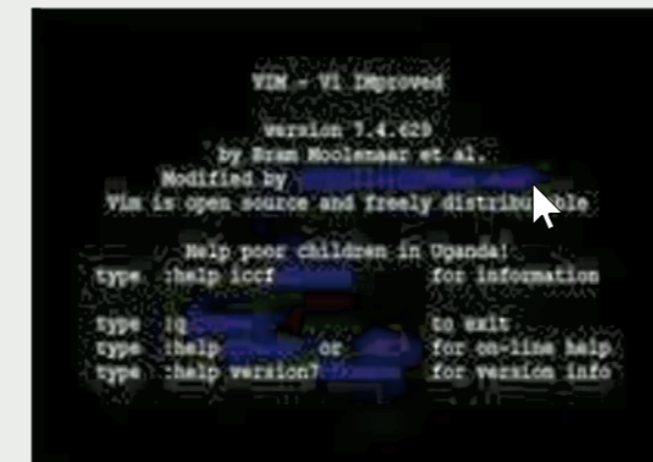 VIM - Vi IMproved
version 7.4.629
by Bram Moolenaar et al.
Modified by
Vim is open source and freely distributable
Help poor children in Uganda!
type :help iccf for information
type :q to exit
type :help or for on-line help
type :help version7 for version info